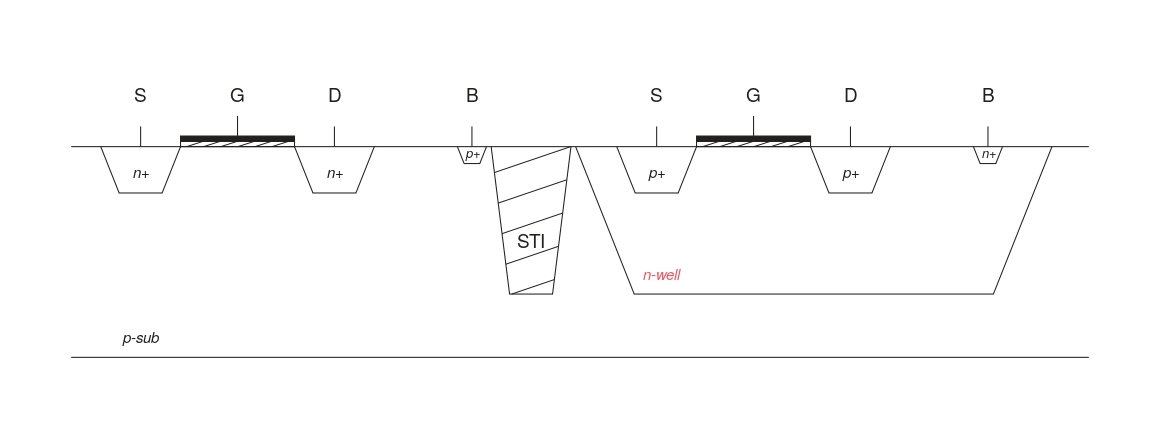 S G D B S G D B
n+ n+ p+ p+ p+ n+
STI
n-well
p-sub